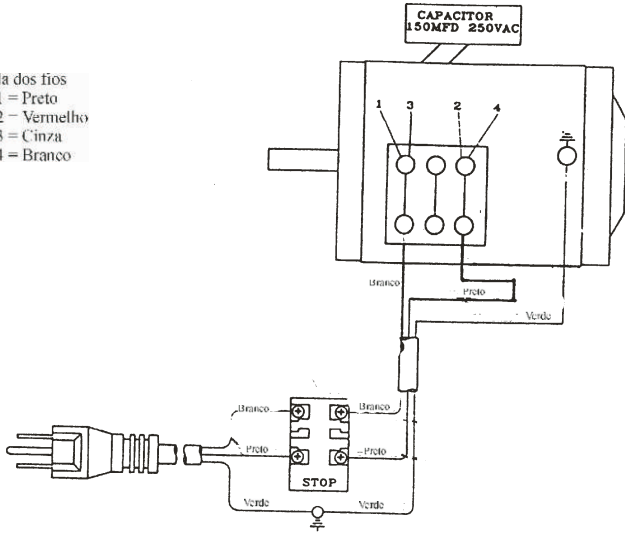 CAPACITOR
150MFD 250VAC
la dos fios
1 = Preto
2 = Vermelho
3 = Cinza
4 = Branco
1 3 2 4
Branco
Preto
Verde
Branco
Branco
Preto
Preto
STOP
Verde
Verde